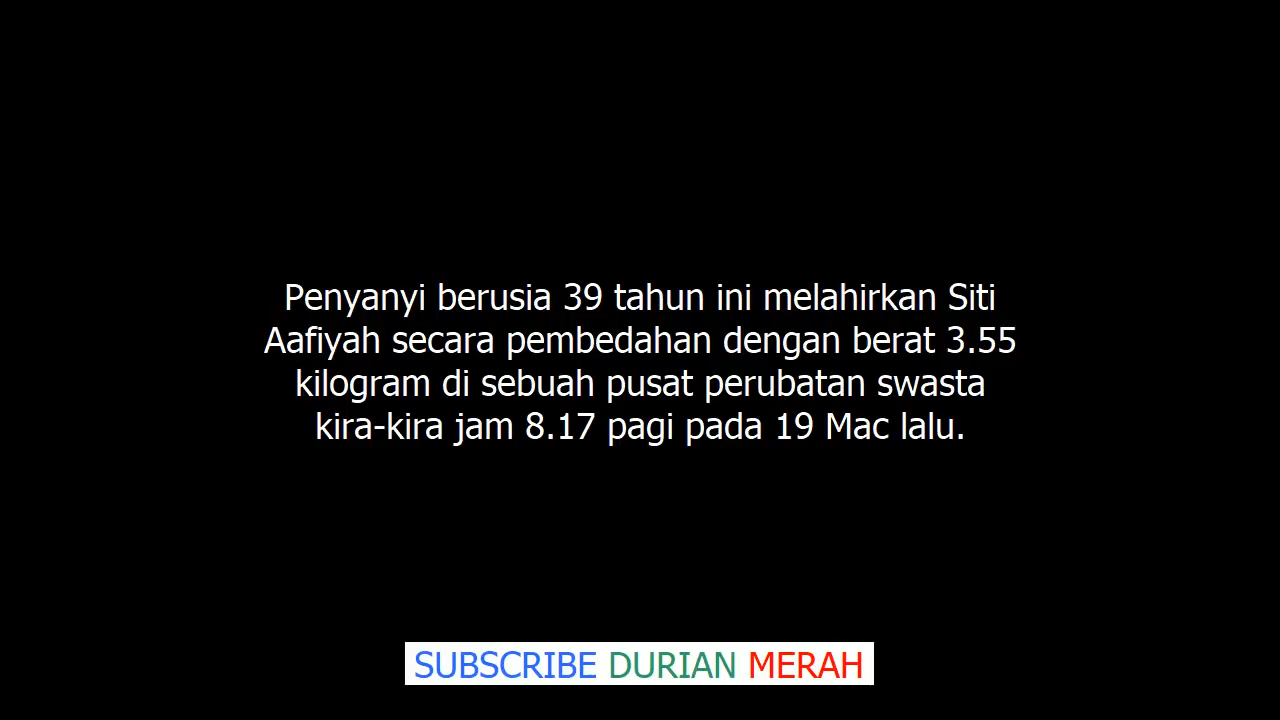 Penyanyi berusia 39 tahun ini melahirkan Siti
Aafiyah secara pembedahan dengan berat 3.55
kilogram di sebuah pusat perubatan swasta
kira-kira jam 8.17 pagi pada 19 Mac lalu.
SUBSCRIBE DURIAN MERAH